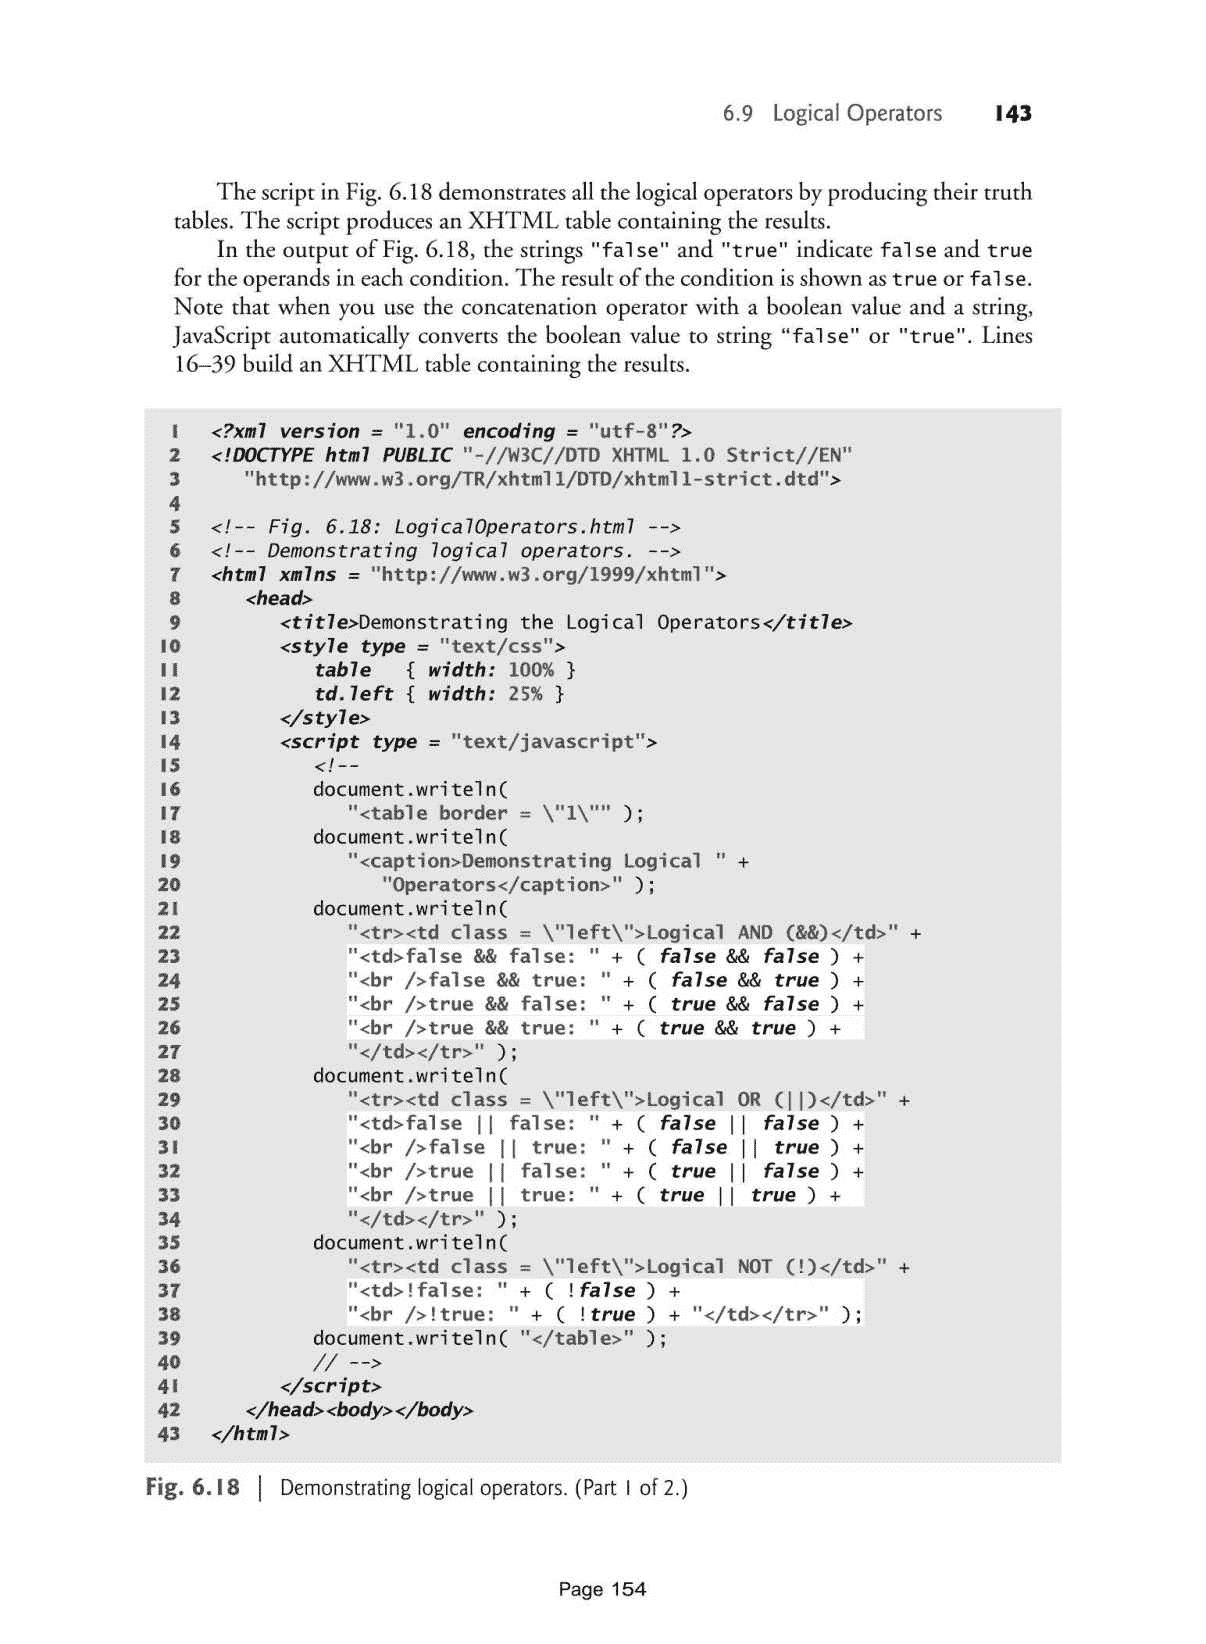 6.9 Logical Operators 143
The script in Fig. 6.18 demonstrates all the logical operators by producing their truth
tables. The script produces an XHTML table containing the results.
In the output of Fig. 6.18, the strings "false" and "true" indicate false and true
for the operands in each condition. The result of the condition is shown as true or false.
Note that when you use the concatenation operator with a boolean value and a string,
JavaScript automatically converts the boolean value to string “false" or "true". Lines
16–39 build an XHTML table containing the results.
1 <?xml version = "1.0" encoding = "utf-8"?>
2 <!DOCTYPE html PUBLIC "-//W3C//DTD XHTML 1.0 Strict//EN"
3 "http://www.w3.org/TR/xhtml1/DTD/xhtml1-strict.dtd">
4
5 <!-- Fig. 6.18: LogicalOperators.html -->
6 <!-- Demonstrating logical operators. -->
7 <html xmlns = "http://www.w3.org/1999/xhtml">
8 <head>
9 <title>Demonstrating the Logical Operators</title>
10 <style type = "text/css">
11 table { width: 100% }
12 td.left { width: 25% }
13 </style>
14 <script type = "text/javascript">
15 <!--
16 document.writeln(
17 "<table border = \"1\"" );
18 document.writeln(
19 "<caption>Demonstrating Logical " +
20 "Operators</caption>" );
21 document.writeln(
22 "<tr><td class = \"left\">Logical AND (&&)</td>" +
23 "<td>false && false: " + ( false && false ) +
24 "<br />false && true: " + ( false && true ) +
25 "<br />true && false: " + ( true && false ) +
26 "<br />true && true: " + ( true && true ) +
27 "</td></tr>" );
28 document.writeln(
29 "<tr><td class = \"left\">Logical OR (||)</td>" +
30 "<td>false || false: " + ( false || false ) +
31 "<br />false || true: " + ( false || true ) +
32 "<br />true || false: " + ( true || false ) +
33 "<br />true || true: " + ( true || true ) +
34 "</td></tr>" );
35 document.writeln(
36 "<tr><td class = \"left\">Logical NOT (!)</td>" +
37 "<td>!false: " + ( !false ) +
38 "<br />!true: " + ( !true ) + "</td></tr>" );
39 document.writeln( "</table>" );
40 // -->
41 </script>
42 </head><body></body>
43 </html>
Fig. 6.18 | Demonstrating logical operators. (Part 1 of 2.)
Page 154